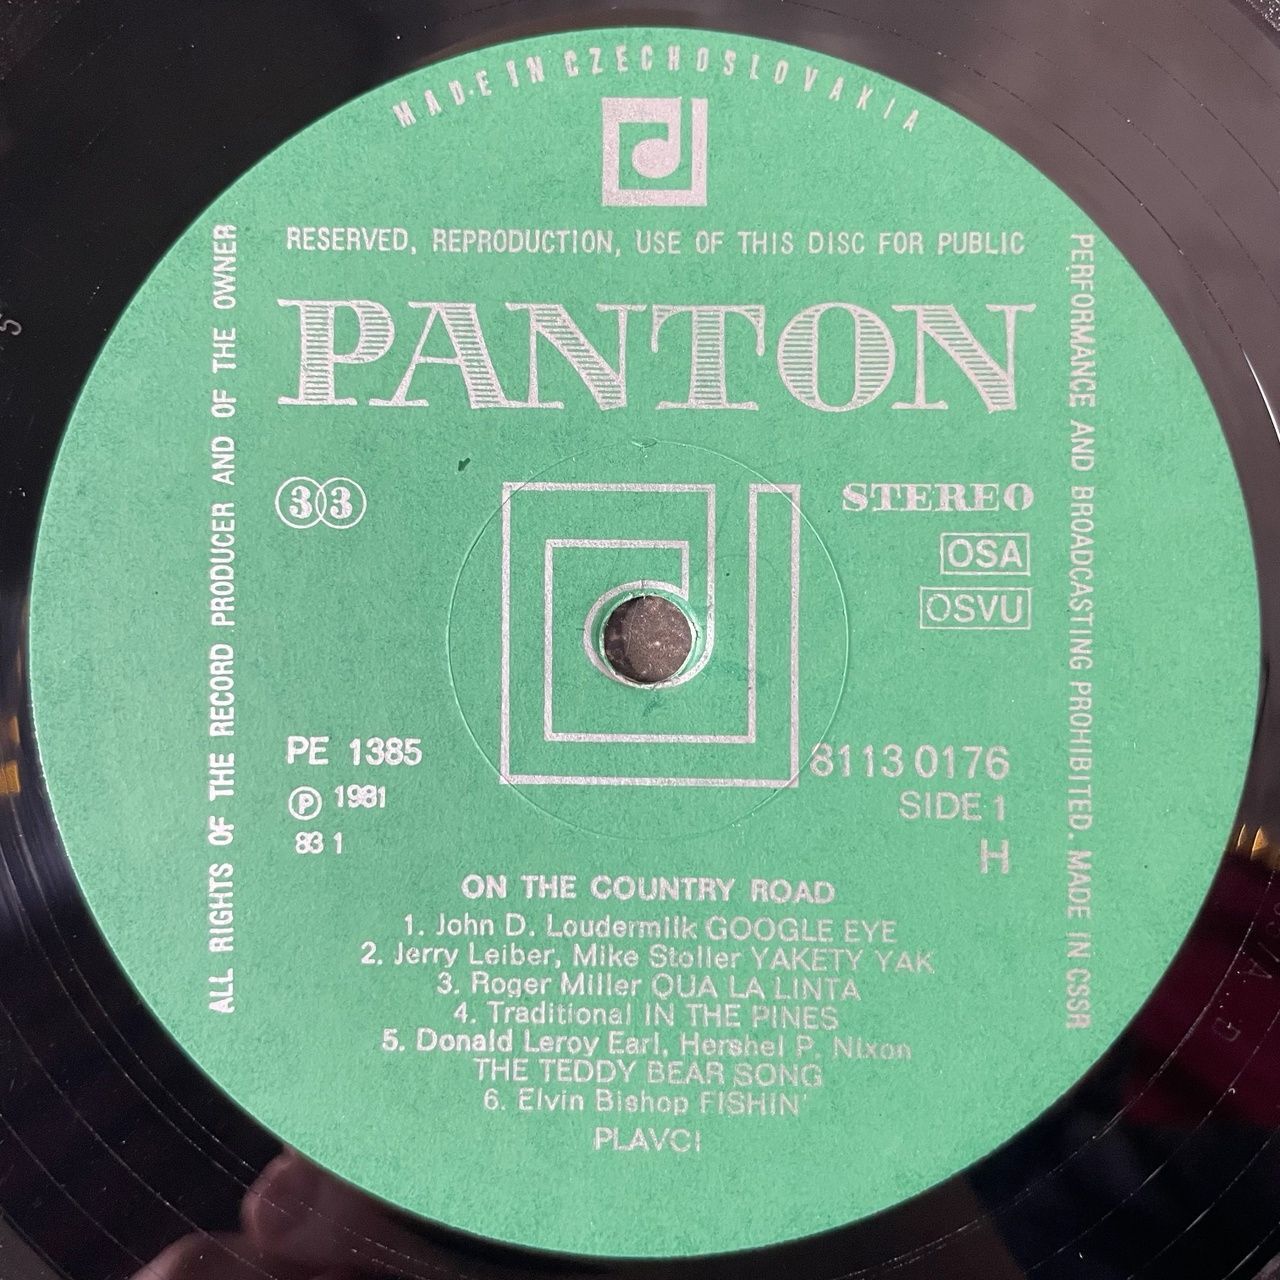 MADE IN CZECHOSLOVAKIA
RESERVED, REPRODUCTION, USE OF THIS DISC FOR PUBLIC
PERFORMANCE AND BROADCASTING PROHIBITED. MADE IN CSSR
ALL RIGHTS OF THE RECORD PRODUCER AND OF THE OWNER
PANTON
33
STEREO
OSA
OSVU
PE 1385
8113 0176
Ⓟ 1981
SIDE 1
83 1
H
ON THE COUNTRY ROAD
1. John D. Loudermilk GOOGLE EYE
2. Jerry Leiber, Mike Stoller YAKETY YAK
3. Roger Miller QUA LA LINTA
4. Traditional IN THE PINES
5. Donald Leroy Earl, Hershel P. Nixon
THE TEDDY BEAR SONG
6. Elvin Bishop FISHIN'
PLAVCI